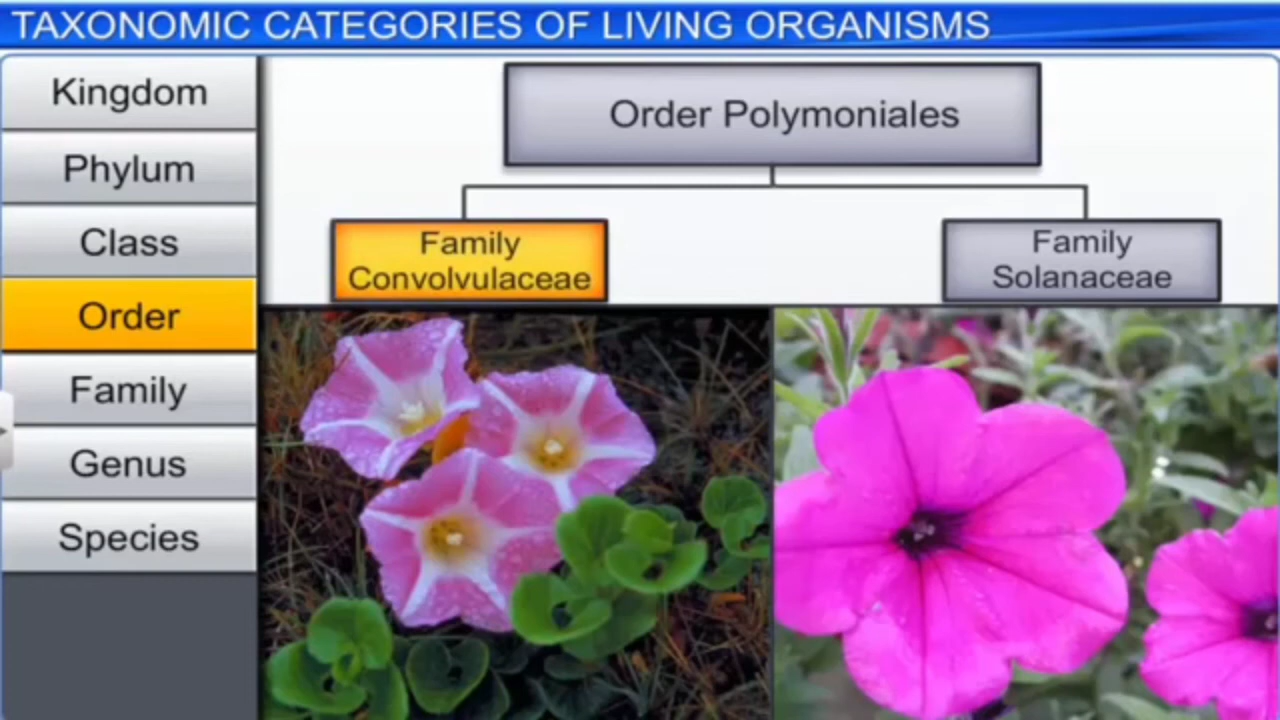 TAXONOMIC CATEGORIES OF LIVING ORGANISMS
Kingdom
Phylum
Class
Order
Family
Genus
Species
Order Polymoniales
Family
Convolvulaceae
Family
Solanaceae